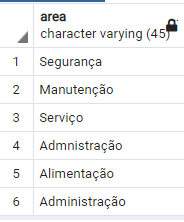 area
character varying (45)
1 Segurança
2 Manutenção
3 Serviço
4 Admnistração
5 Alimentação
6 Administração